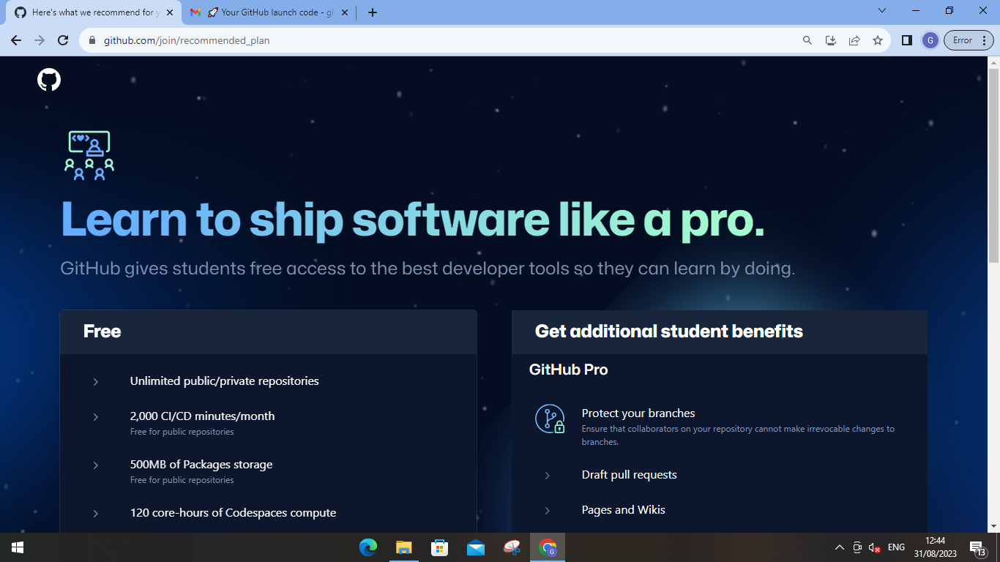 Here's what we recommend for y
🚀 Your GitHub launch code - gh
github.com/join/recommended_plan
G
Error
Learn to ship software like a pro.
GitHub gives students free access to the best developer tools so they can learn by doing.
Free
Unlimited public/private repositories
2,000 CI/CD minutes/month
Free for public repositories
500MB of Packages storage
Free for public repositories
120 core-hours of Codespaces compute
Get additional student benefits
GitHub Pro
Protect your branches
Ensure that collaborators on your repository cannot make irrevocable changes to
branches.
Draft pull requests
Pages and Wikis
G
ENG
12:44
31/08/2023
13